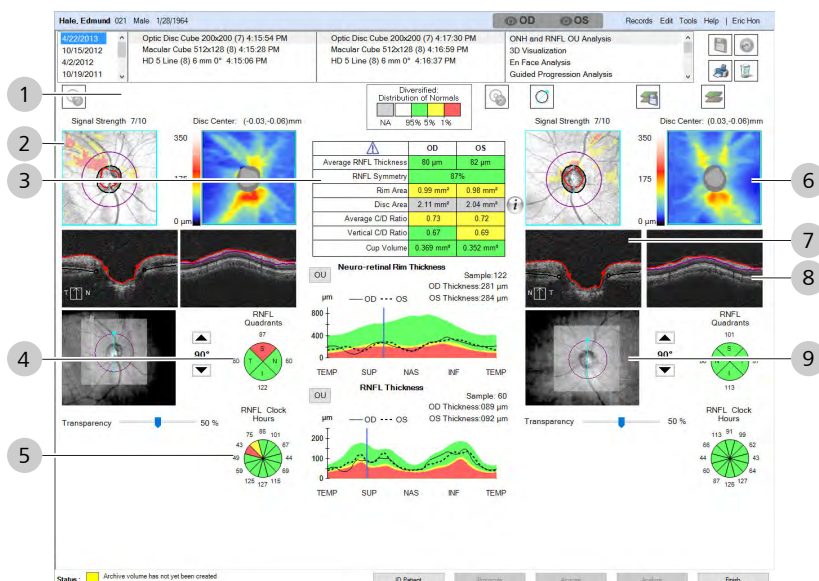 Hale, Edmund 021 Male 1/28/1964 OD OS Records Edit Tools Help | Eric Hon
4/22/2013
10/15/2012
4/2/2012
10/19/2011
Optic Disc Cube 200x200 (7) 4:15:54 PM
Macular Cube 512x128 (8) 4:15:28 PM
HD 5 Line (8) 6 mm 0° 4:15:06 PM
Optic Disc Cube 200x200 (7) 4:17:30 PM
Macular Cube 512x128 (8) 4:16:59 PM
HD 5 Line (8) 6 mm 0° 4:16:37 PM
ONH and RNFL OU Analysis
3D Visualization
En Face Analysis
Guided Progression Analysis
1
2
3
4
5
6
7
8
9
Diversified:
Distribution of Normals
NA 95% 5% 1%
Signal Strength 7/10 Disc Center: (-0.03,-0.06)mm
350
175
0 µm
OD OS
Average RNFL Thickness 80 µm 82 µm
RNFL Symmetry 87%
Rim Area 0.99 mm² 0.98 mm²
Disc Area 2.11 mm² 2.04 mm²
Average C/D Ratio 0.73 0.72
Vertical C/D Ratio 0.67 0.69
Cup Volume 0.369 mm³ 0.352 mm³
i
Signal Strength 7/10 Disc Center: (0.03,-0.06)mm
350
175
0 µm
T N
T N
OU
Neuro-retinal Rim Thickness
Sample:122
OD Thickness:281 µm
OS Thickness:284 µm
µm OD OS
800
400
0
TEMP SUP NAS INF TEMP
90°
RNFL
Quadrants
87
S
60 T N 60
I
122
Transparency 50 %
RNFL Clock
Hours
75 86 101
43 67
49 44
59 69
125 127 115
OU
RNFL Thickness
Sample: 60
OD Thickness:089 µm
OS Thickness:092 µm
µm OD OS
200
100
0
TEMP SUP NAS INF TEMP
90°
RNFL
Quadrants
101
S
I
113
Transparency 50 %
RNFL Clock
Hours
113 91 99
66 62
44 43
60 64
87 125 127
Status : Archive volume has not yet been created
ID Patient Analyze Finish